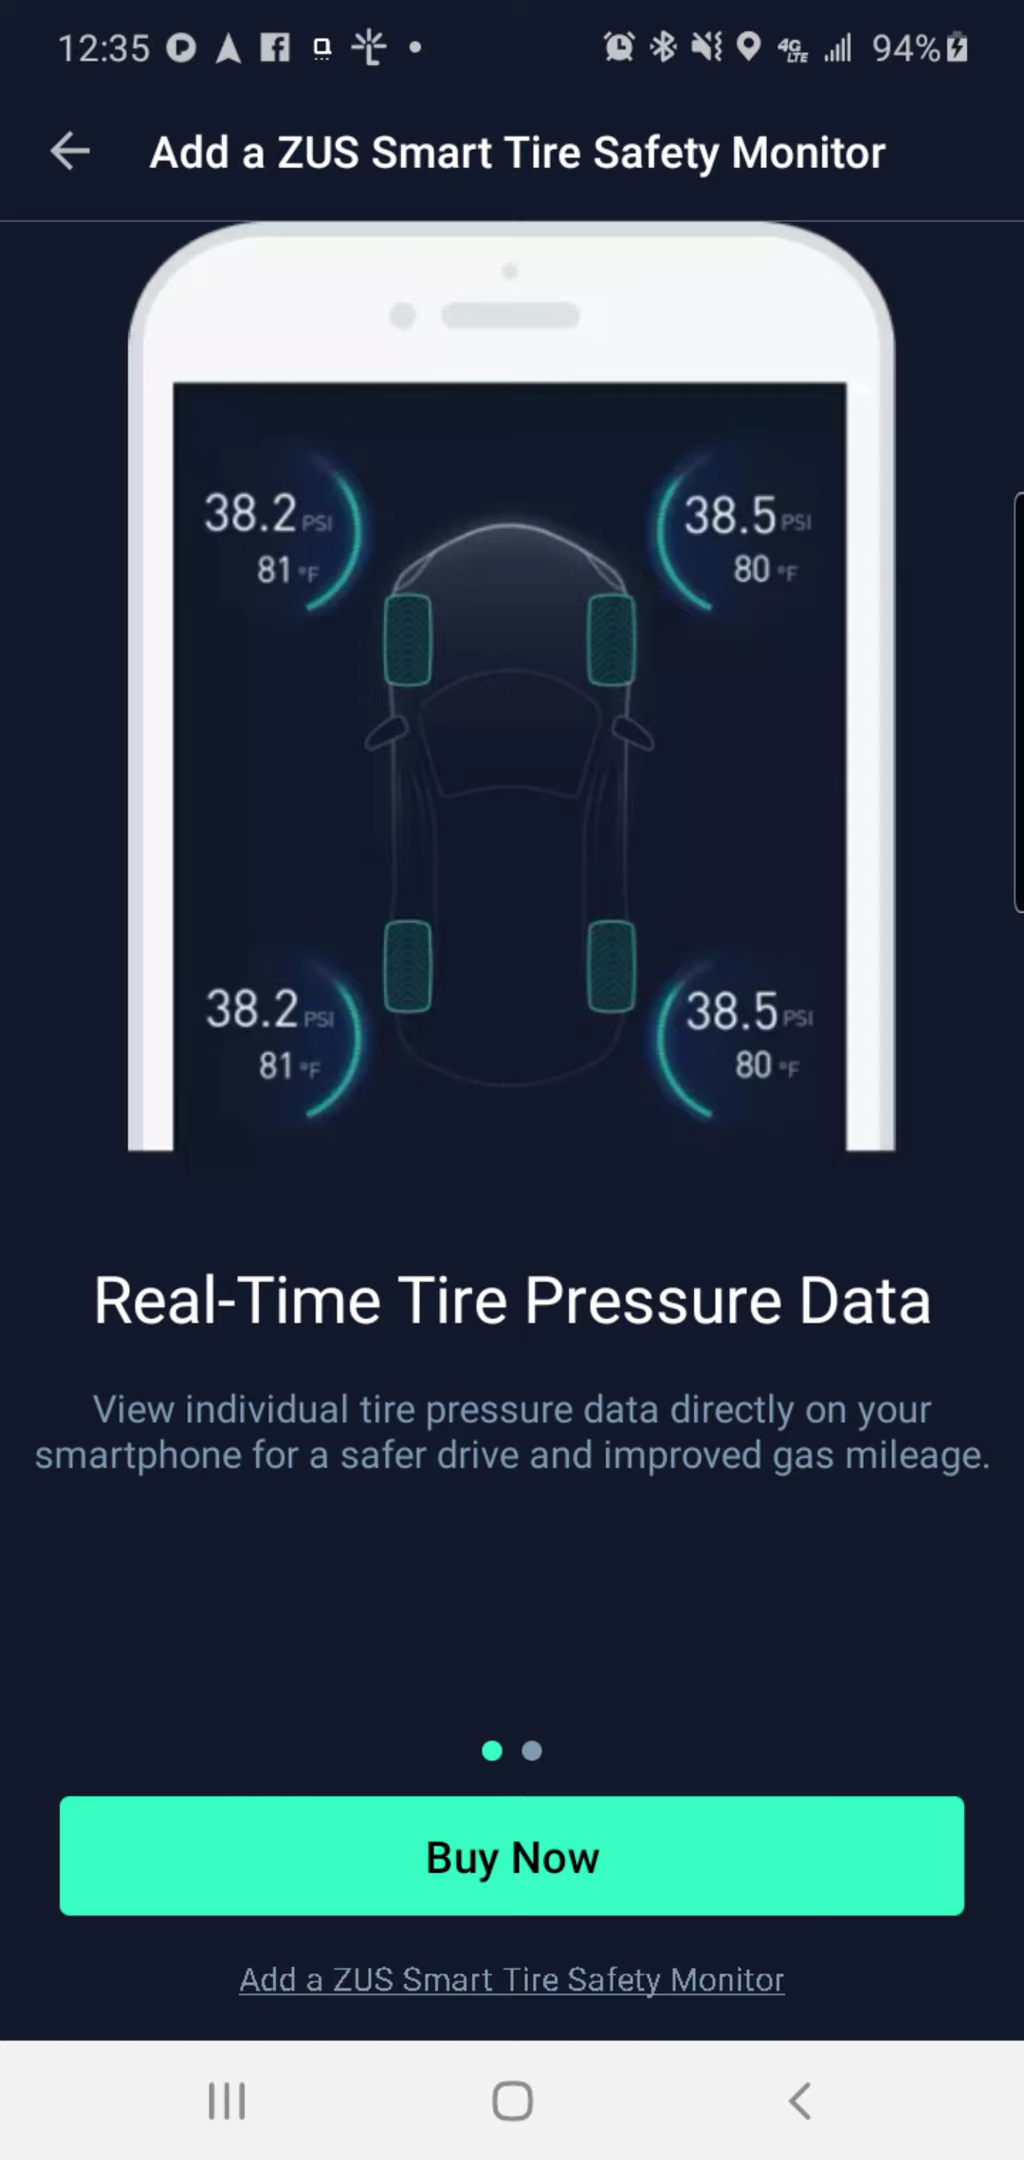 12:35
4G LTE
94%
Add a ZUS Smart Tire Safety Monitor
38.2 PSI
81 °F
38.5 PSI
80 °F
38.2 PSI
81 °F
38.5 PSI
80 °F
Real-Time Tire Pressure Data
View individual tire pressure data directly on your
smartphone for a safer drive and improved gas mileage.
Buy Now
Add a ZUS Smart Tire Safety Monitor